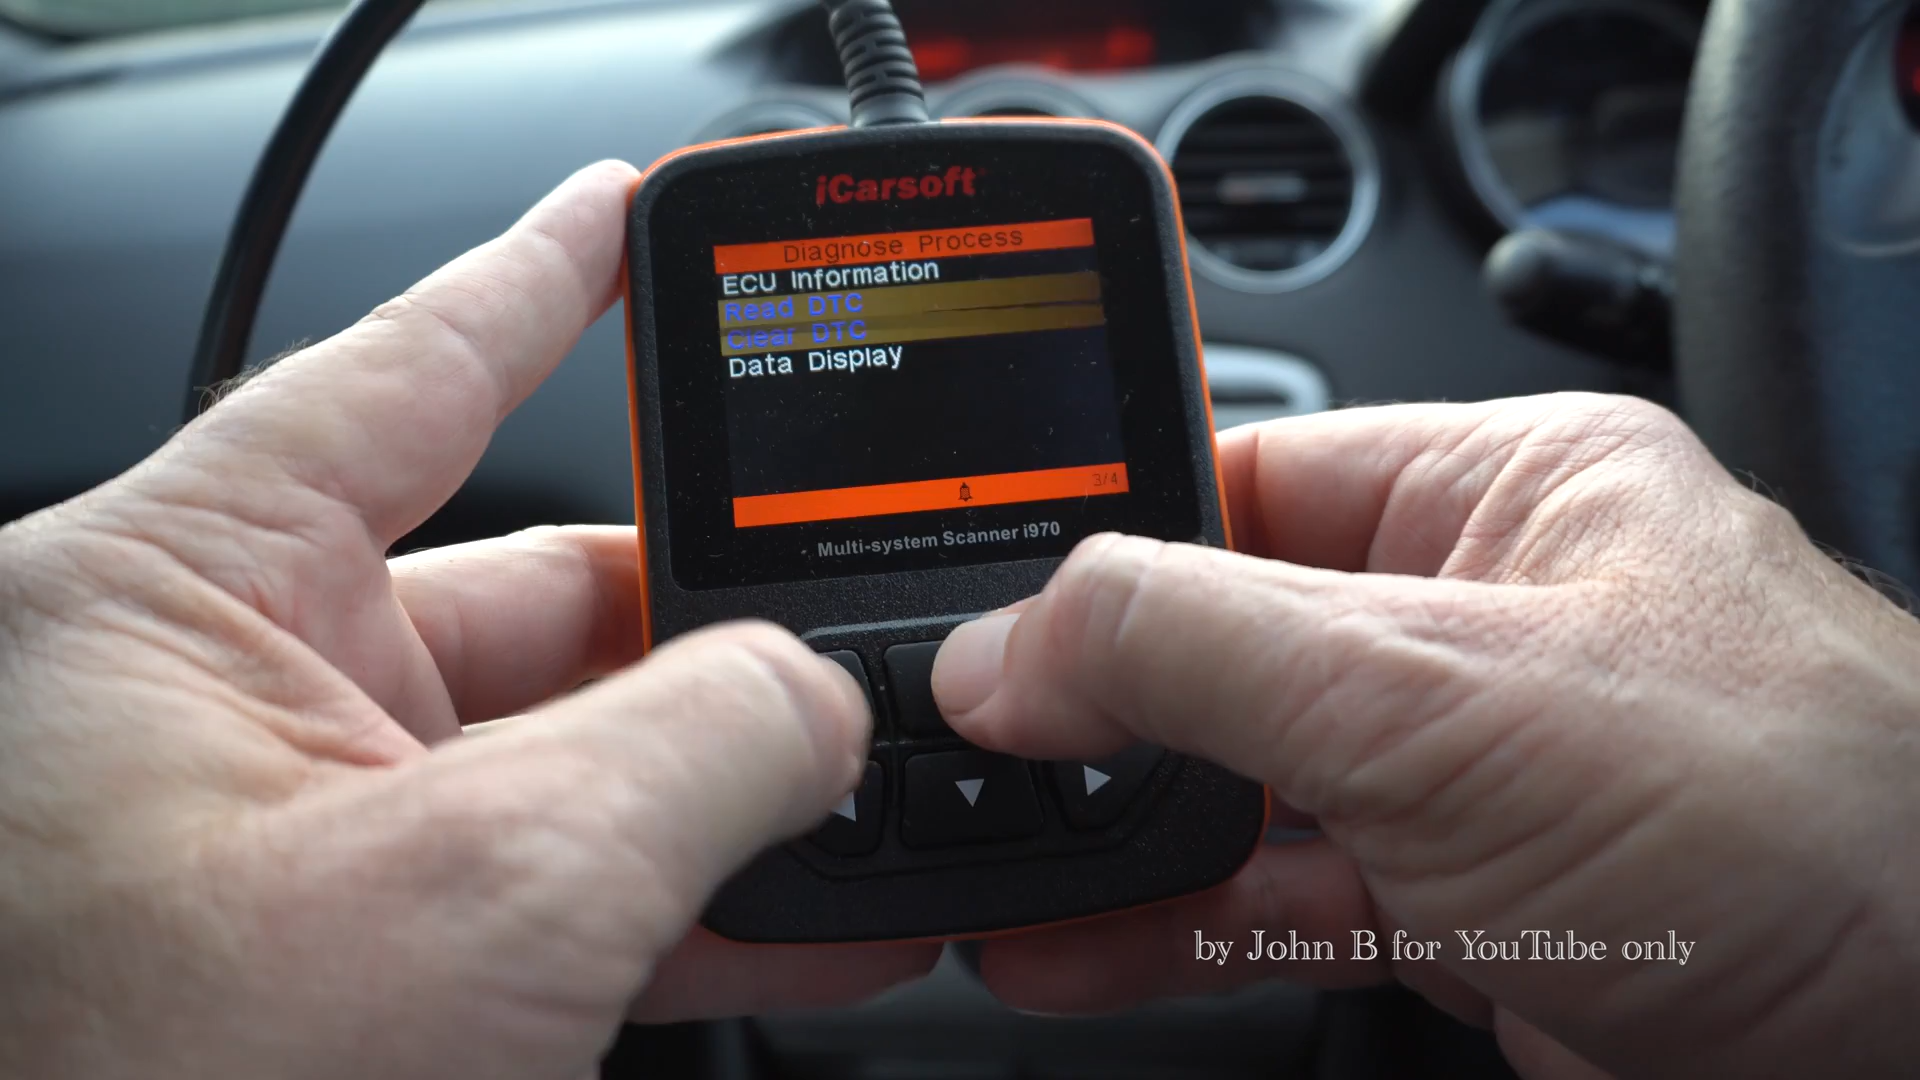 iCarsoft
Diagnose Process
ECU Information
Read DTC
Clear DTC
Data Display
3/4
Multi-system Scanner i970
by John B for YouTube only